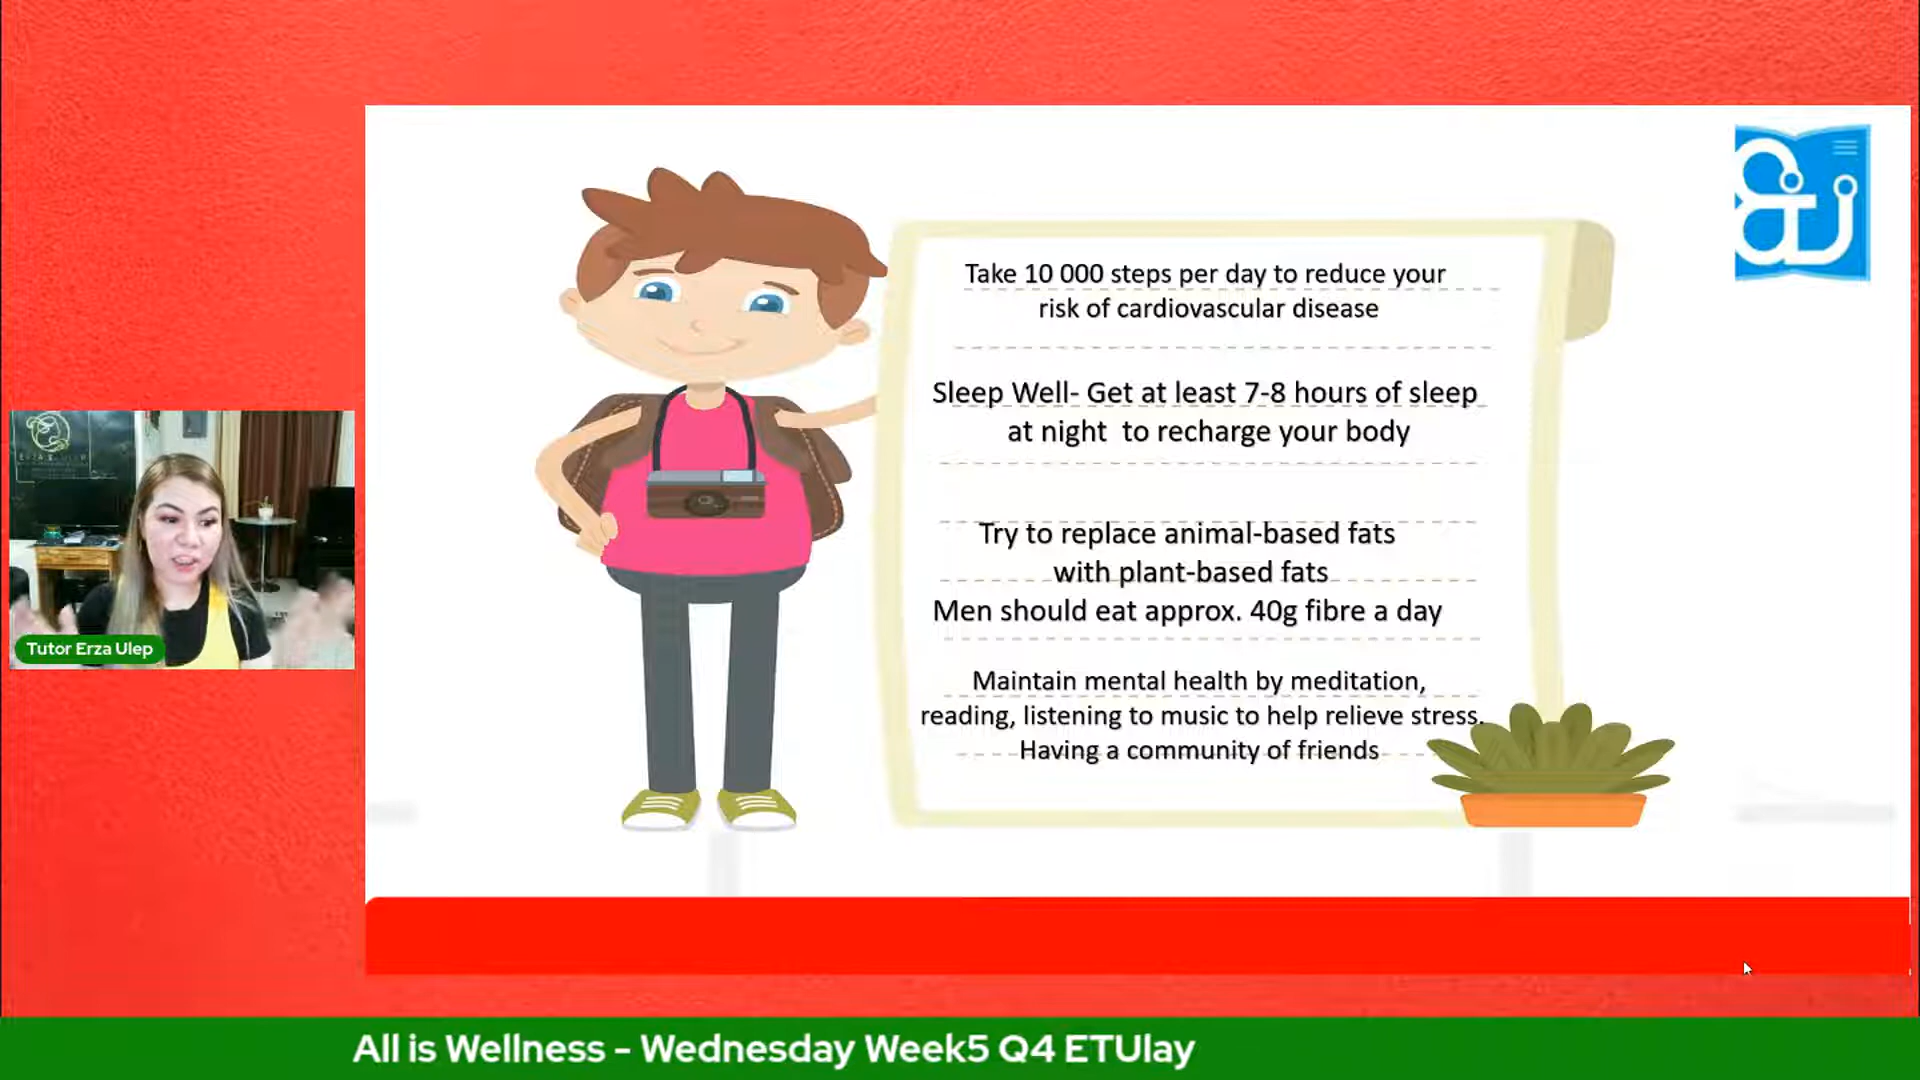 Take 10 000 steps per day to reduce your
risk of cardiovascular disease
Sleep Well- Get at least 7-8 hours of sleep
at night to recharge your body
Try to replace animal-based fats
with plant-based fats
Men should eat approx. 40g fibre a day
Maintain mental health by meditation,
reading, listening to music to help relieve stress.
Having a community of friends
Tutor Erza Ulep
All is Wellness - Wednesday Week5 Q4 ETUlay